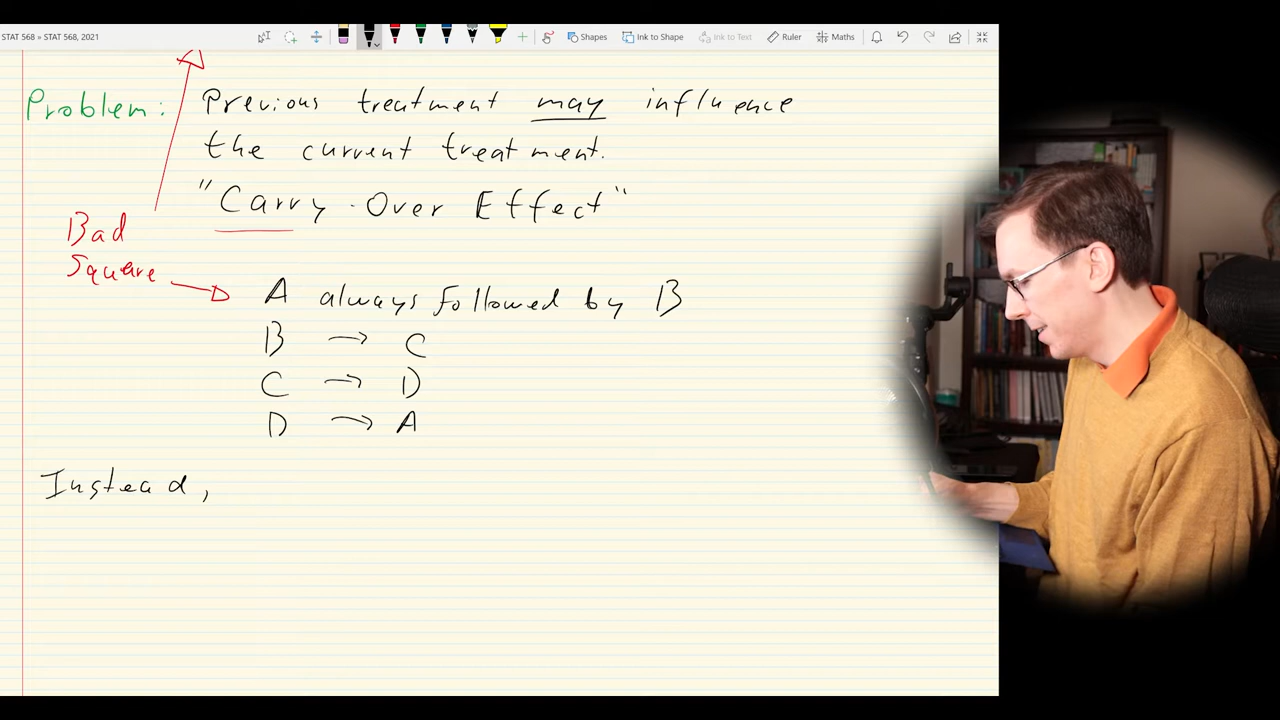 STAT 568 » STAT 568, 2021
Shapes
Ink to Shape
Ink to Text
Ruler
Maths
Problem: Previous treatment may influence
the current treatment.
"Carry-Over Effect"
Bad
Square
A always followed by B
B → C
C → D
D → A
Instead,